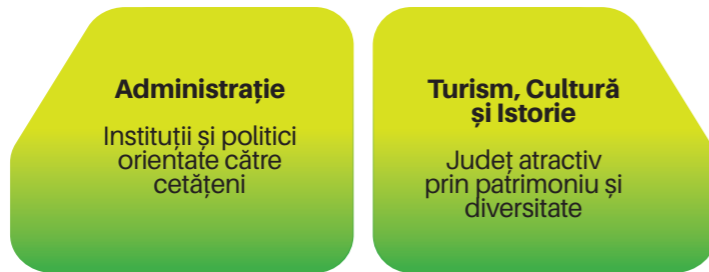 Administrație
Instituții și politici
orientate către
cetățeni
Turism, Cultură
și Istorie
Județ atractiv
prin patrimoniu și
diversitate